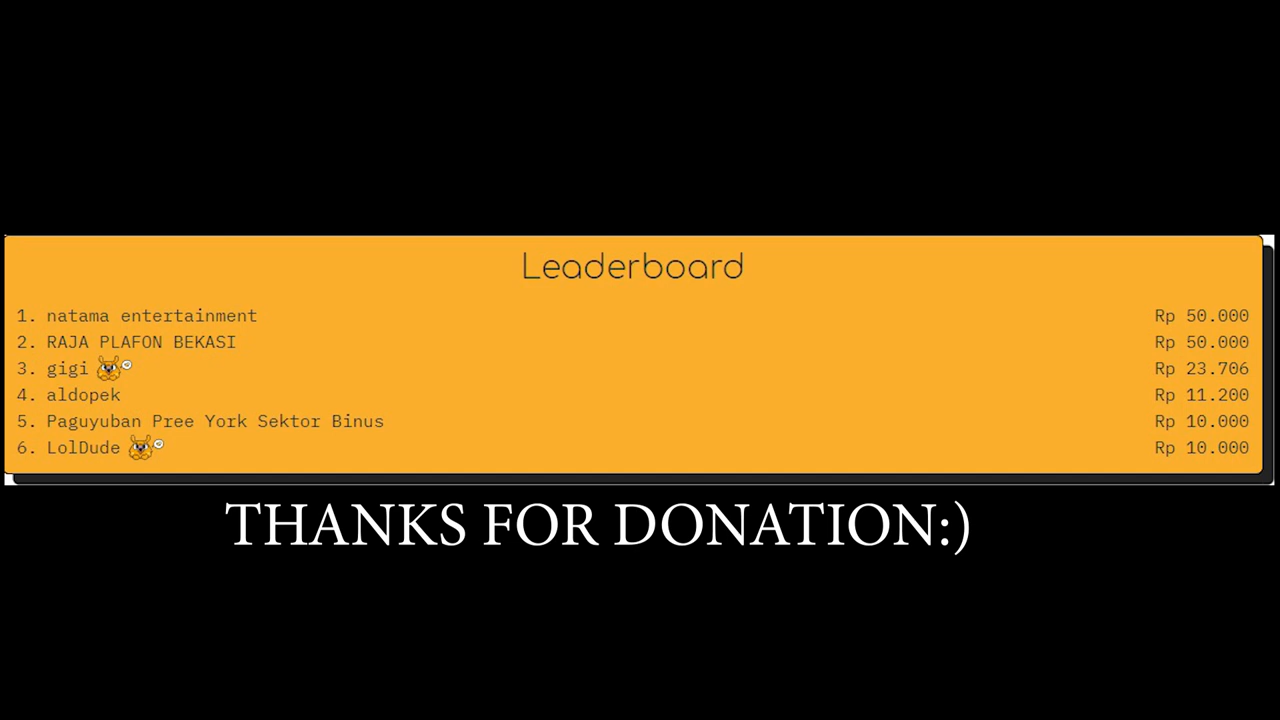 Leaderboard
1. natama entertainment Rp 50.000
2. RAJA PLAFON BEKASI Rp 50.000
3. gigi Rp 23.706
4. aldopek Rp 11.200
5. Paguyuban Pree York Sektor Binus Rp 10.000
6. LolDude Rp 10.000
THANKS FOR DONATION:)